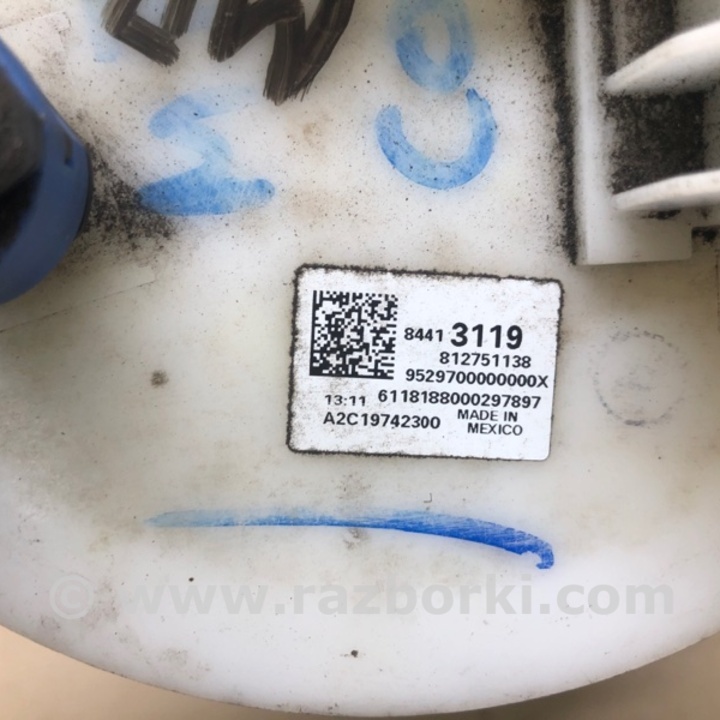 8441 3119
812751138
9529700000000X
13:11 6118188000297897
A2C19742300 MADE IN
MEXICO
© www.razborki.com